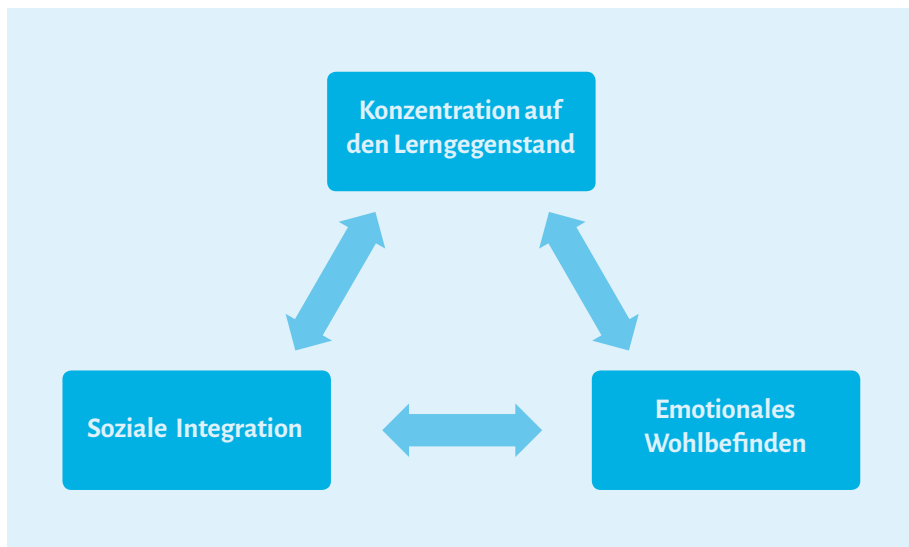 Konzentration auf
den Lerngegenstand
Soziale Integration
Emotionales
Wohlbefinden